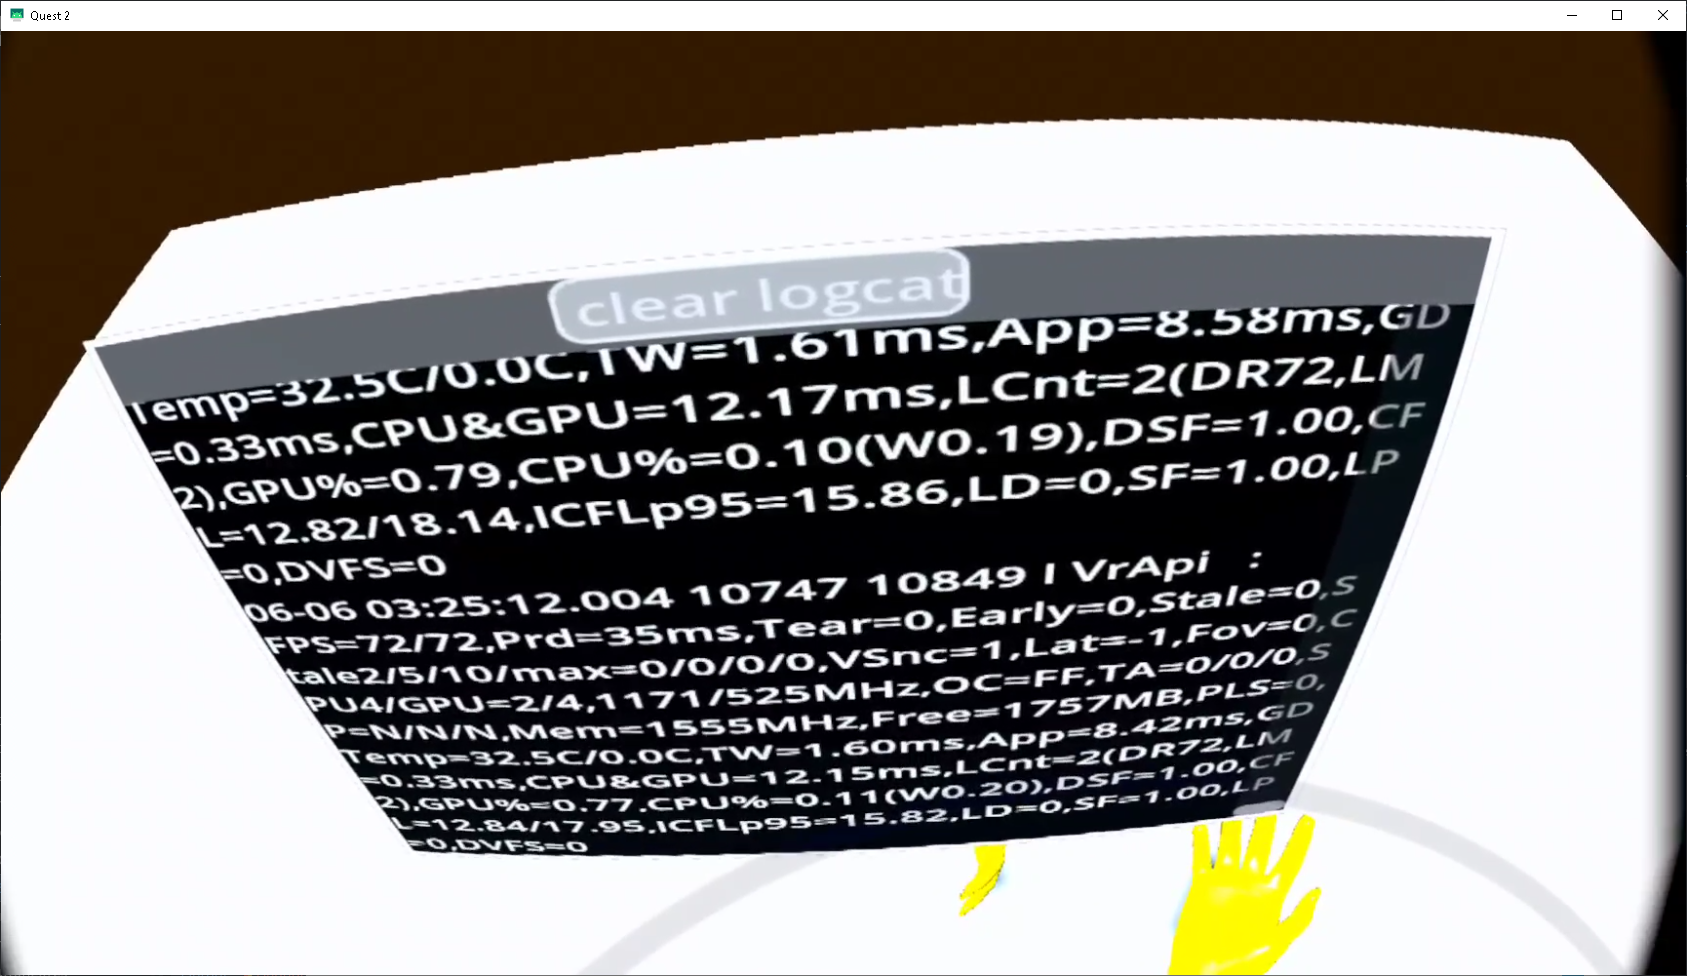 Quest 2
clear logcat
Temp=32.5C/0.0C,TW=1.61ms,App=8.58ms,GD
=0.33ms,CPU&GPU=12.17ms,LCnt=2(DR72,LM
2),GPU%=0.79,CPU%=0.10(W0.19),DSF=1.00,CF
L=12.82/18.14,ICFLp95=15.86,LD=0,SF=1.00,LP
=0,DVFS=0
06-06 03:25:12.004 10747 10849 I VrApi :
FPS=72/72,Prd=35ms,Tear=0,Early=0,Stale=0,S
tale2/5/10/max=0/0/0/0,VSnc=1,Lat=-1,Fov=0,C
PU4/GPU=2/4,1171/525MHz,OC=FF,TA=0/0/0,S
P=N/N/N,Mem=1555MHz,Free=1757MB,PLS=0,
Temp=32.5C/0.0C,TW=1.60ms,App=8.42ms,GD
=0.33ms,CPU&GPU=12.15ms,LCnt=2(DR72,LM
2),GPU%=0.77,CPU%=0.11(W0.20),DSF=1.00,CF
L=12.84/17.95,ICFLp95=15.82,LD=0,SF=1.00,LP
=0,DVFS=0